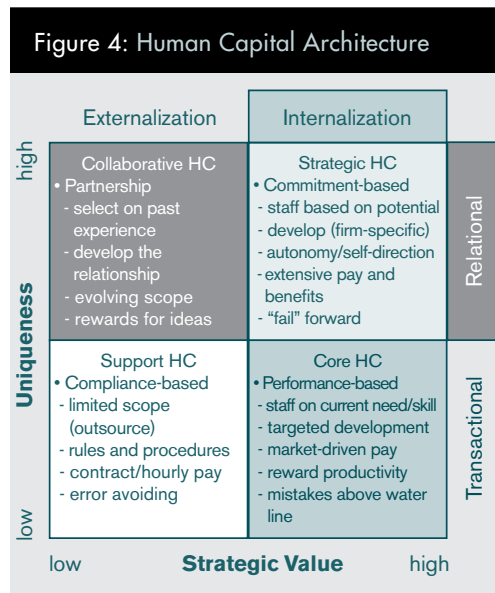 Figure 4: Human Capital Architecture
Externalization
Internalization
high
Collaborative HC
• Partnership
- select on past
experience
- develop the
relationship
- evolving scope
- rewards for ideas
Strategic HC
• Commitment-based
- staff based on potential
- develop (firm-specific)
- autonomy/self-direction
- extensive pay and
benefits
- “fail” forward
Relational
Uniqueness
Support HC
• Compliance-based
- limited scope
(outsource)
- rules and procedures
- contract/hourly pay
- error avoiding
Core HC
• Performance-based
- staff on current need/skill
- targeted development
- market-driven pay
- reward productivity
- mistakes above water
line
Transactional
low
low
Strategic Value
high